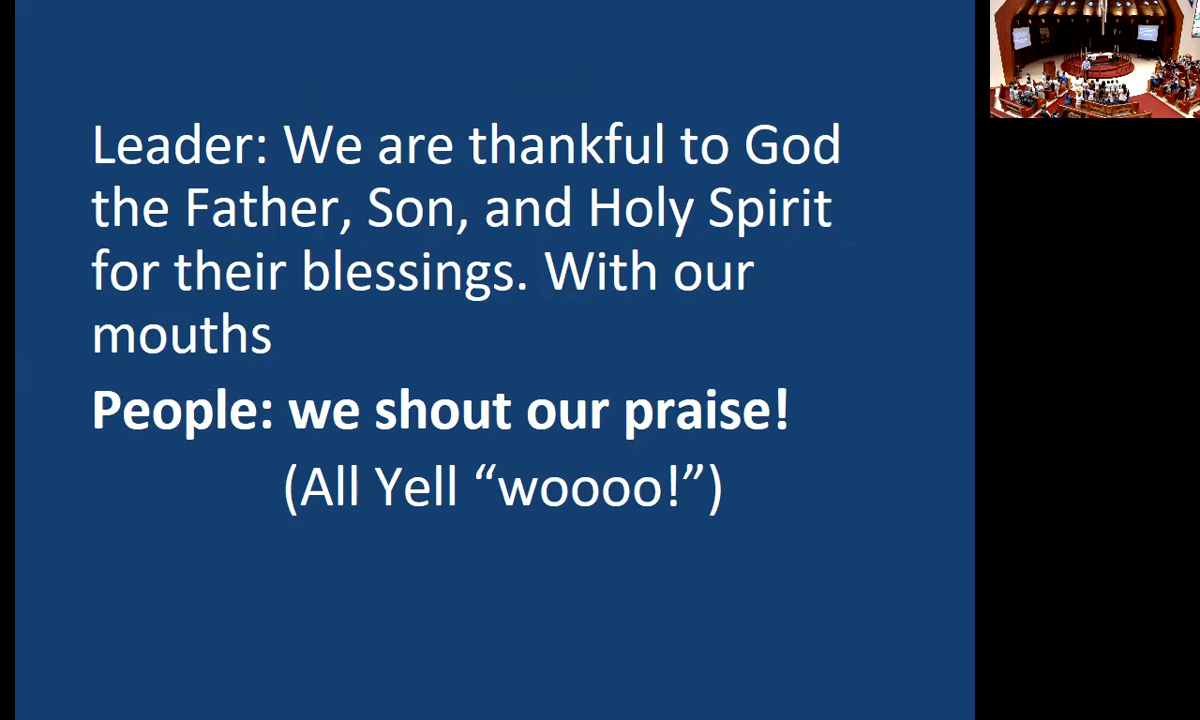 Leader: We are thankful to God
the Father, Son, and Holy Spirit
for their blessings. With our
mouths
People: we shout our praise!
(All Yell “woooo!”)